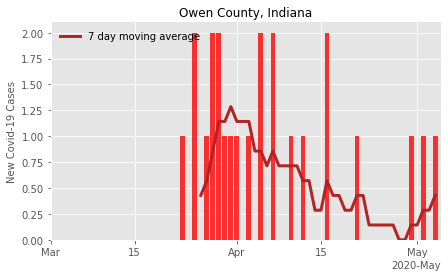 Owen County, Indiana
7 day moving average
New Covid-19 Cases
2.00
1.75
1.50
1.25
1.00
0.75
0.50
0.25
0.00
Mar 15 Apr 15 May
2020-May